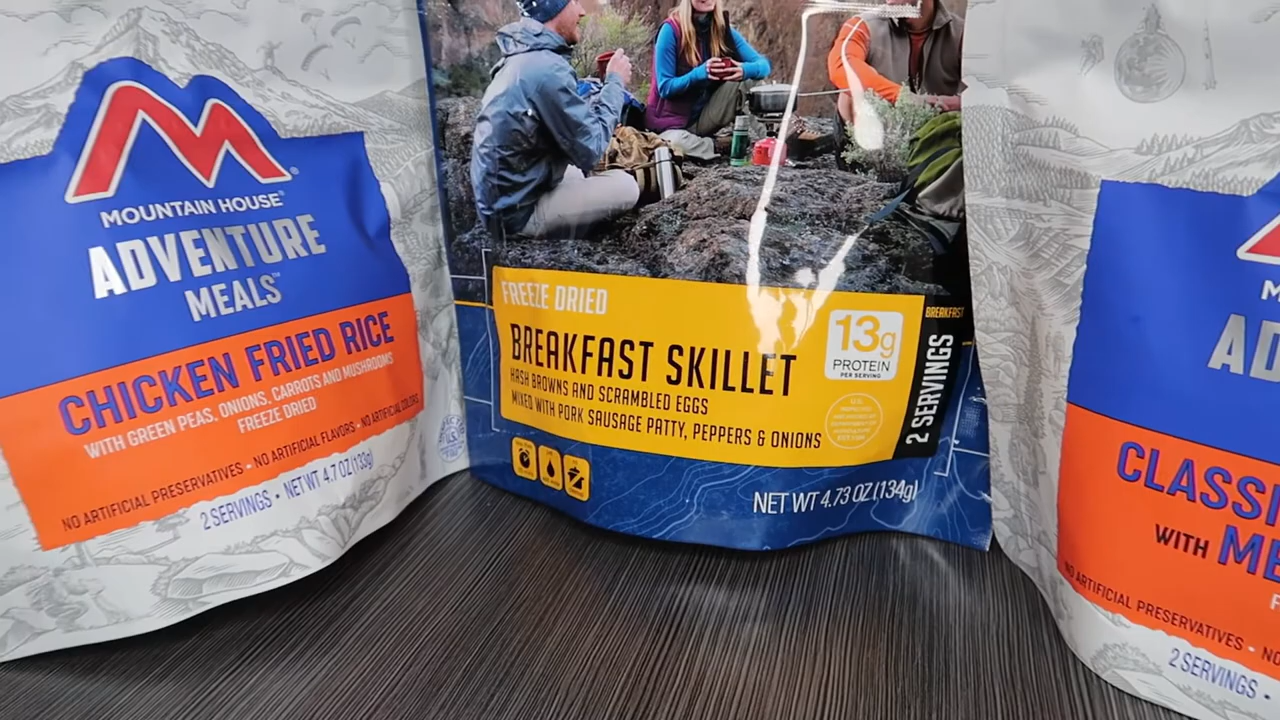 MOUNTAIN HOUSE®
ADVENTURE
MEALS™
CHICKEN FRIED RICE
WITH GREEN PEAS, ONIONS, CARROTS AND MUSHROOMS
FREEZE DRIED
NO ARTIFICIAL PRESERVATIVES • NO ARTIFICIAL FLAVORS • NO ARTIFICIAL COLORS
2 SERVINGS • NET WT 4.7 OZ (133g)
FREEZE DRIED
BREAKFAST SKILLET
HASH BROWNS AND SCRAMBLED EGGS
MIXED WITH PORK SAUSAGE PATTY, PEPPERS & ONIONS
13g
PROTEIN
PER SERVING
2 SERVINGS
BREAKFAST
NET WT 4.73 OZ (134g)
M
AD
CLASSI
WITH ME
F
NO ARTIFICIAL PRESERVATIVES • NO
2 SERVINGS •